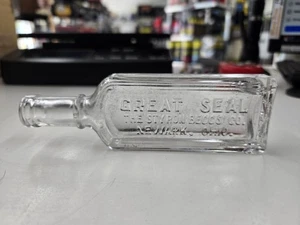 GREAT SEAL
THE STYRON BEGGS CO.
NEWARK, OHIO.